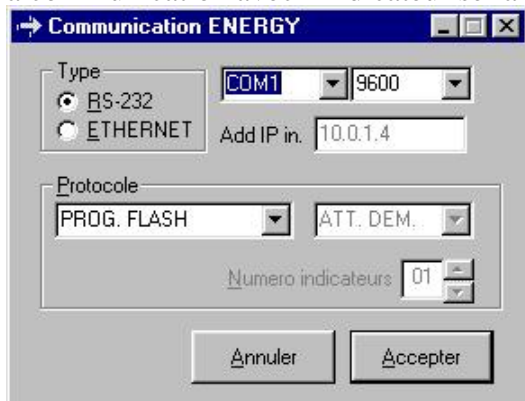 Communication ENERGY
Type
RS-232
ETHERNET
COM1
9600
Add IP in.
10.0.1.4
Protocole
PROG. FLASH
ATT. DEM.
Numero indicateurs
01
Annuler
Accepter